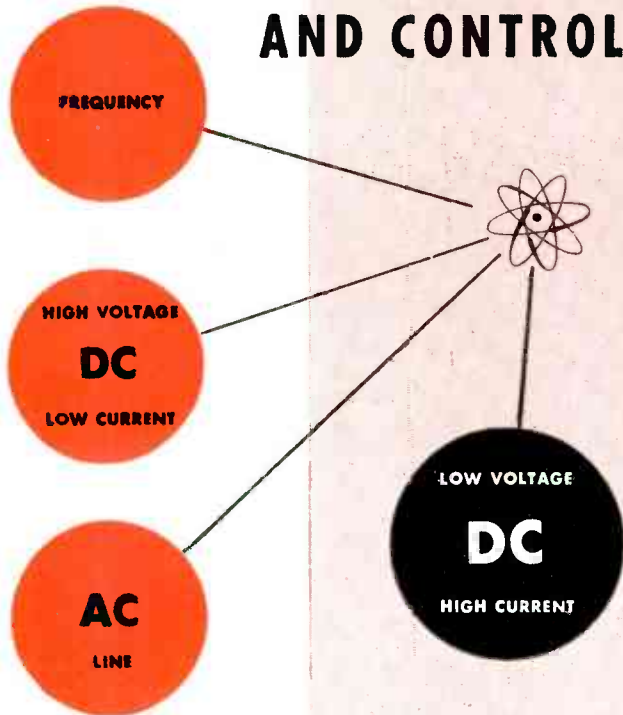 AND CONTROL
FREQUENCY
HIGH VOLTAGE
DC
LOW CURRENT
LOW VOLTAGE
DC
HIGH CURRENT
AC
LINE